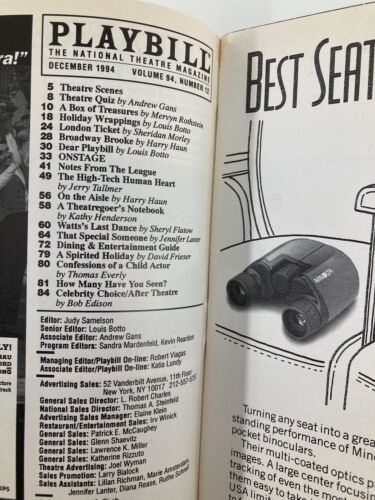 ra!"
PLAYBILL
THE NATIONAL THEATRE MAGAZINE
DECEMBER 1994 VOLUME 94, NUMBER 12
5 Theatre Scenes
8 Theatre Quiz by Andrew Gans
10 A Box of Treasures by Mervyn Rothstein
18 Holiday Wrappings by Louis Botto
24 London Ticket by Sheridan Morley
28 Broadway Brooke by Harry Haun
30 Dear Playbill by Louis Botto
33 ONSTAGE
41 Notes From The League
49 The High-Tech Human Heart
by Jerry Tallmer
56 On the Aisle by Harry Haun
58 A Theatregoer's Notebook
by Kathy Henderson
60 Watts's Last Dance by Sheryl Flatow
64 That Special Someone by Jennifer Lanter
72 Dining & Entertainment Guide
79 A Spirited Holiday by David Frieser
80 Confessions of a Child Actor
by Thomas Everly
81 How Many Have You Seen?
84 Celebrity Choice/After Theatre
by Bob Edison
Editor: Judy Samelson
Senior Editor: Louis Botto
Associate Editor: Andrew Gans
Program Editors: Sandra Mardenfeld, Kevin Reardon
Managing Editor/Playbill On-line: Robert Viagas
Associate Editor/Playbill On-line: Katia Lundy
Advertising Sales: 52 Vanderbilt Avenue, 11th Floor
New York, NY 10017
General Sales Director: L. Robert Charles
National Sales Director: Thomas A. Steinfeld
Advertising Sales Manager: Elaine Klein
Restaurant/Entertainment Sales: Irv Winick
General Sales: Patrick E. McCaughey
General Sales: Glenn Shaevitz
General Sales: Lawrence K. Miller
General Sales: Katherine Rizzuto
Theatre Advertising: Joel Wyman
Sales Promotion: Larry Bialock
Sales Assistants: Lilian Richman, Marie Amsterdam,
Jennifer Lanter, Diana Rease, Ruthe Schnell
BEST SEAT
MINOLTA
Turning any seat into a grea
standing performance of Mino
pocket binoculars.
Their multi-coated optics p
images. A large center focusi
tracking of even the most
them easy to take
USA lim